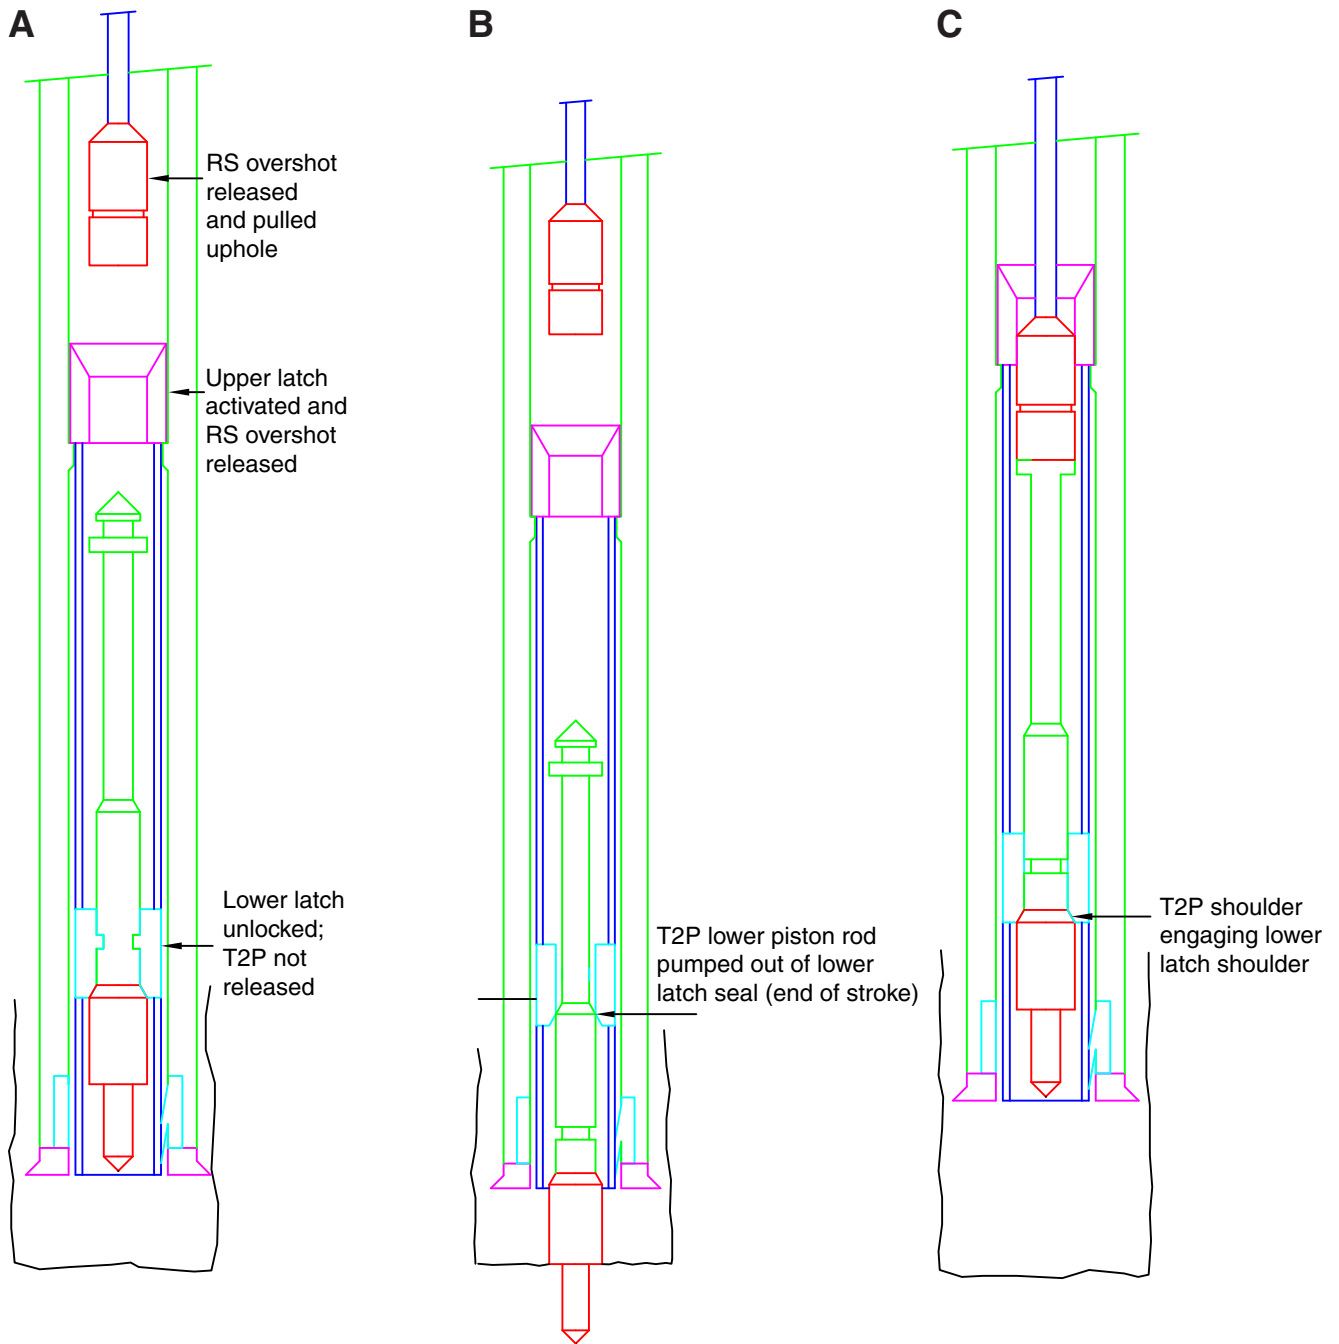 A
B
C
RS overshot
released
and pulled
uphole
Upper latch
activated and
RS overshot
released
Lower latch
unlocked;
T2P not
released
T2P lower piston rod
pumped out of lower
latch seal (end of stroke)
T2P shoulder
engaging lower
latch shoulder